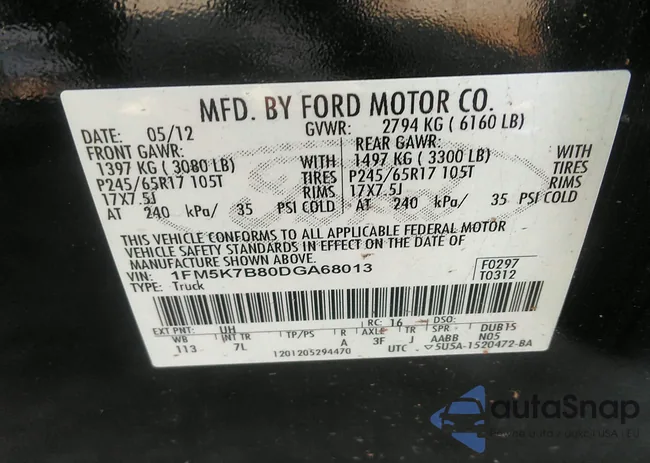 MFD. BY FORD MOTOR CO.
DATE: 05/12 GVWR: 2794 KG ( 6160 LB)
FRONT GAWR: REAR GAWR:
1397 KG ( 3080 LB) WITH 1497 KG ( 3300 LB) WITH
P245/65R17 105T TIRES P245/65R17 105T TIRES
17X7.5J RIMS 17X7.5J RIMS
AT 240 kPa/ 35 PSI COLD AT 240 kPa/ 35 PSI COLD
THIS VEHICLE CONFORMS TO ALL APPLICABLE FEDERAL MOTOR
VEHICLE SAFETY STANDARDS IN EFFECT ON THE DATE OF
MANUFACTURE SHOWN ABOVE.
VIN: 1FM5K7B80DGA68013 F0297
TYPE: Truck T0312
EXT PNT: UH RC: 16 DSO:
WB INT TR TP/PS R AXLE TR SPR DUB15
113 7L A 3F J AABB N05
1201205294470 UTC ▽5U5A-1520472-BA
autaSnap